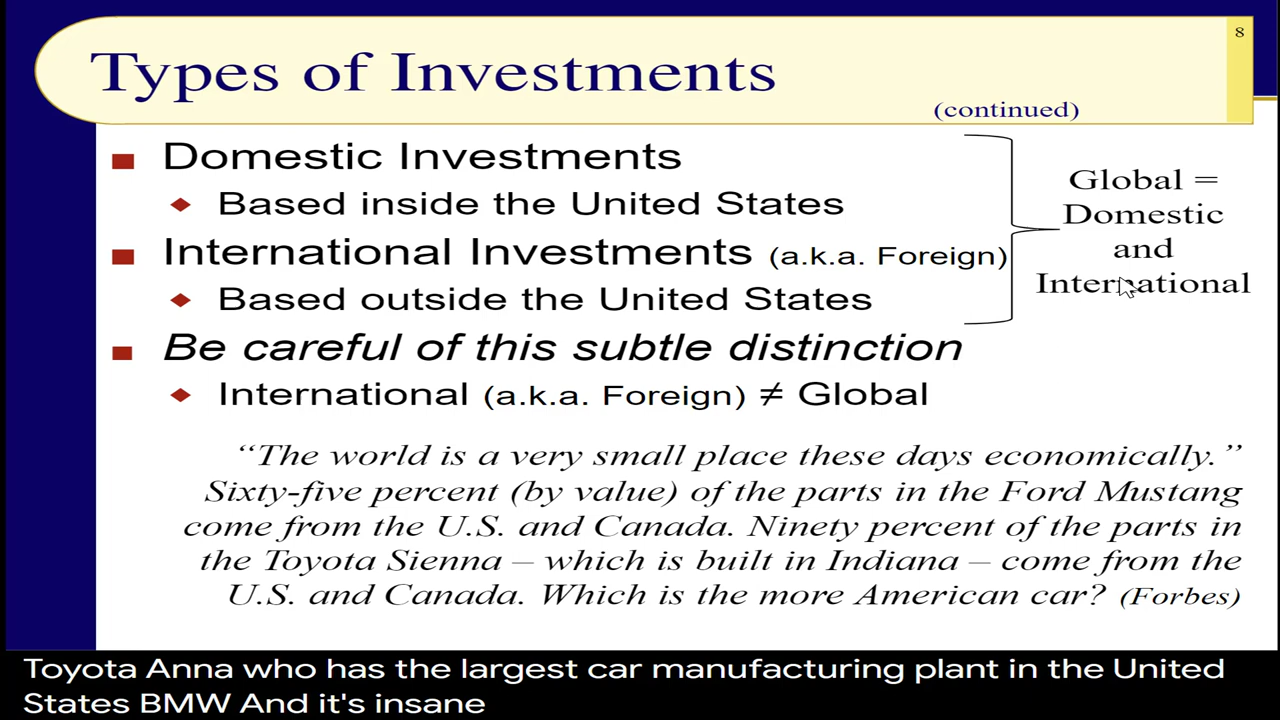 8
Types of Investments
(continued)
Domestic Investments
Based inside the United States
International Investments (a.k.a. Foreign)
Based outside the United States
Global =
Domestic
and
International
Be careful of this subtle distinction
International (a.k.a. Foreign) ≠ Global
“The world is a very small place these days economically.”
Sixty-five percent (by value) of the parts in the Ford Mustang
come from the U.S. and Canada. Ninety percent of the parts in
the Toyota Sienna – which is built in Indiana – come from the
U.S. and Canada. Which is the more American car? (Forbes)
Toyota Anna who has the largest car manufacturing plant in the United
States BMW And it's insane